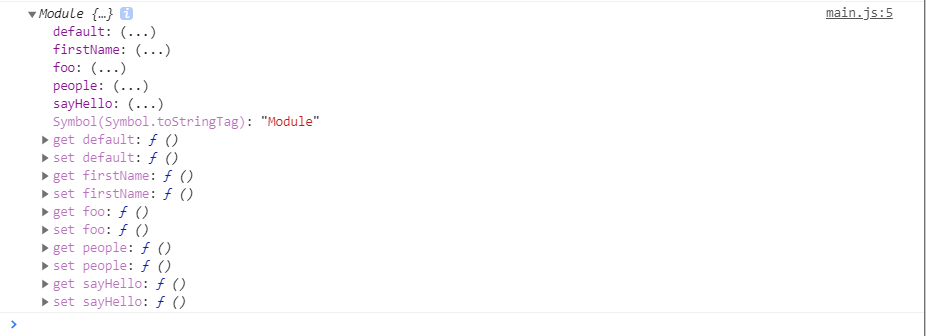 Module {…} i main.js:5
default: (...)
firstName: (...)
foo: (...)
people: (...)
sayHello: (...)
Symbol(Symbol.toStringTag): "Module"
get default: ƒ ()
set default: ƒ ()
get firstName: ƒ ()
set firstName: ƒ ()
get foo: ƒ ()
set foo: ƒ ()
get people: ƒ ()
set people: ƒ ()
get sayHello: ƒ ()
set sayHello: ƒ ()